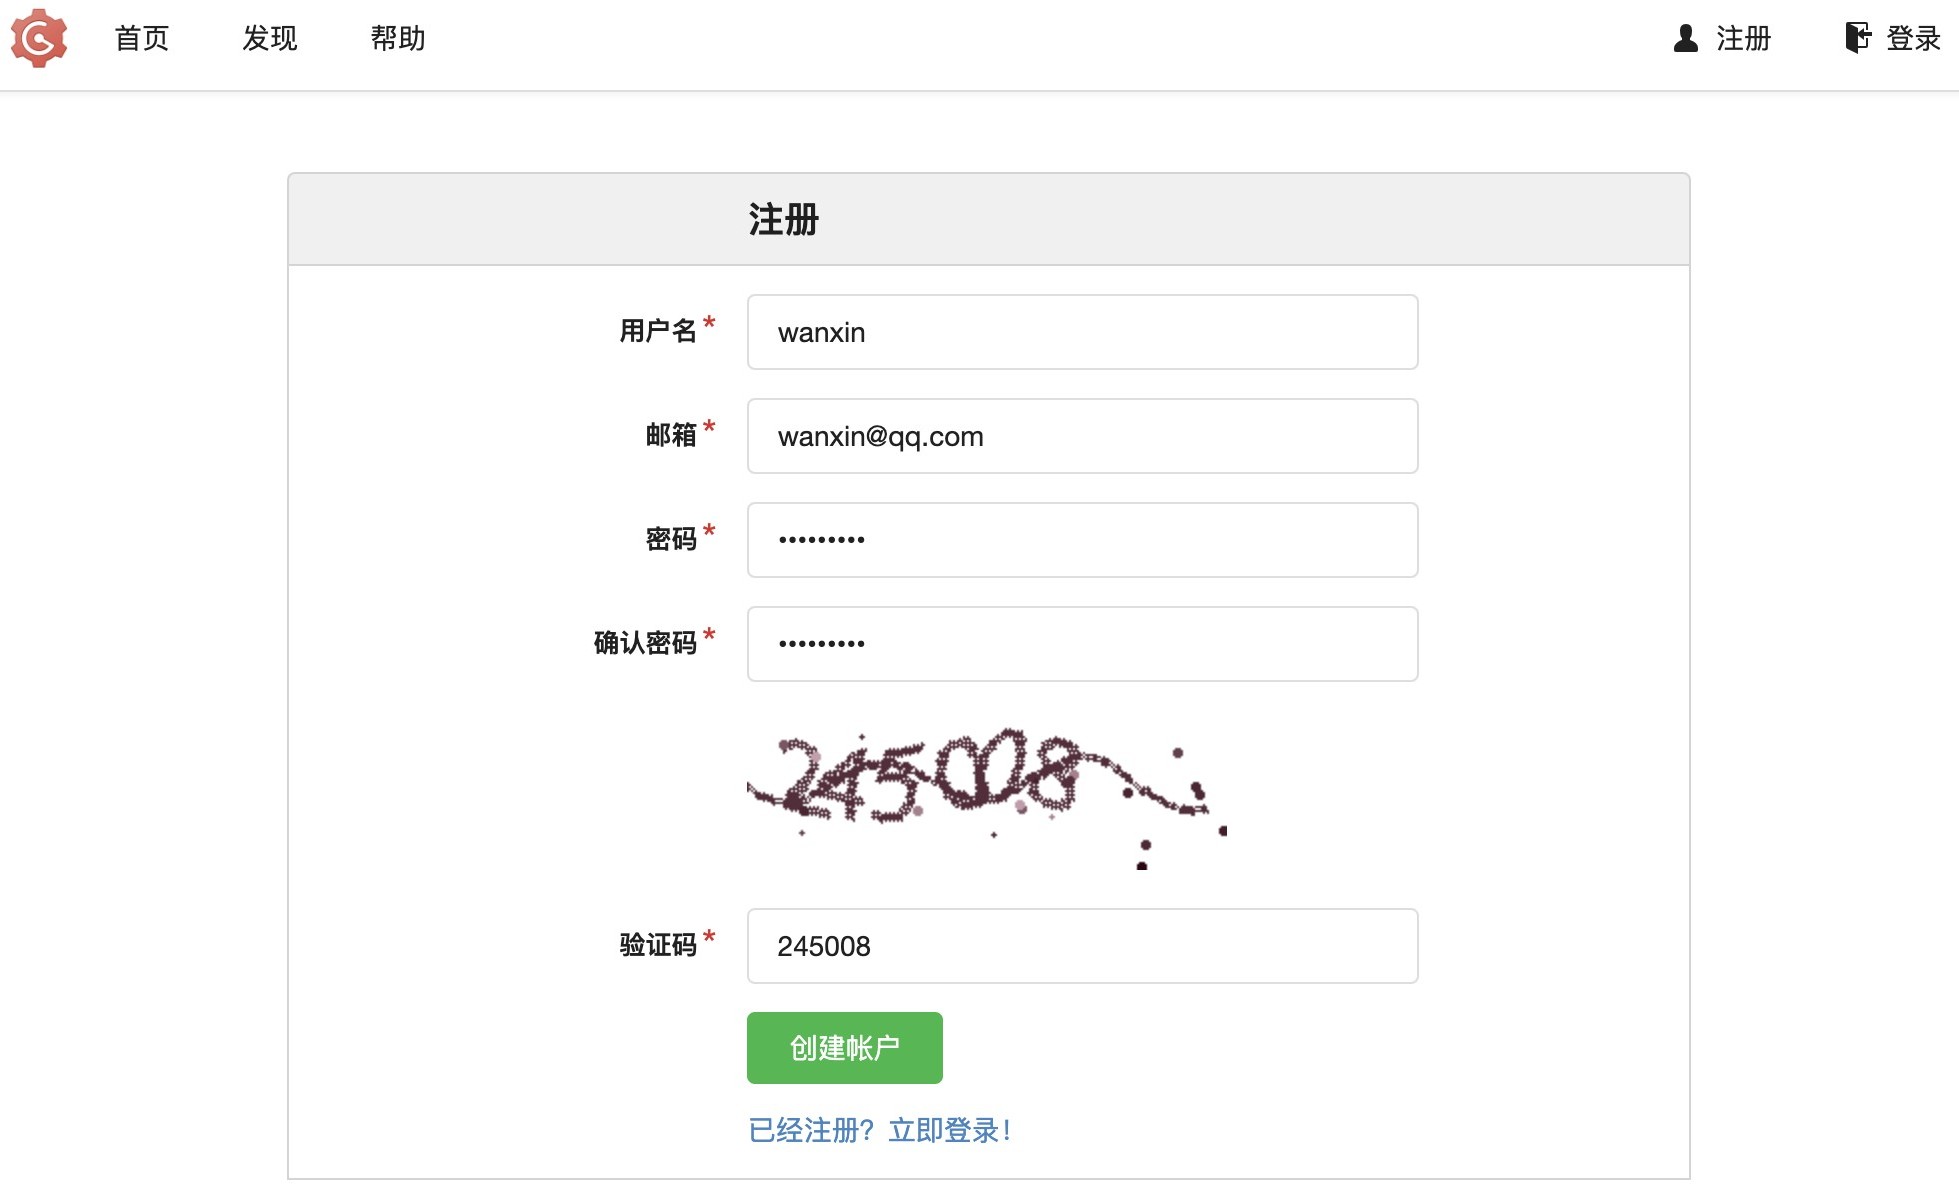 首页 发现 帮助 注册 登录
注册
用户名* wanxin
邮箱* wanxin@qq.com
密码* •••••••••
确认密码* •••••••••
245008
验证码* 245008
创建帐户
已经注册？立即登录！